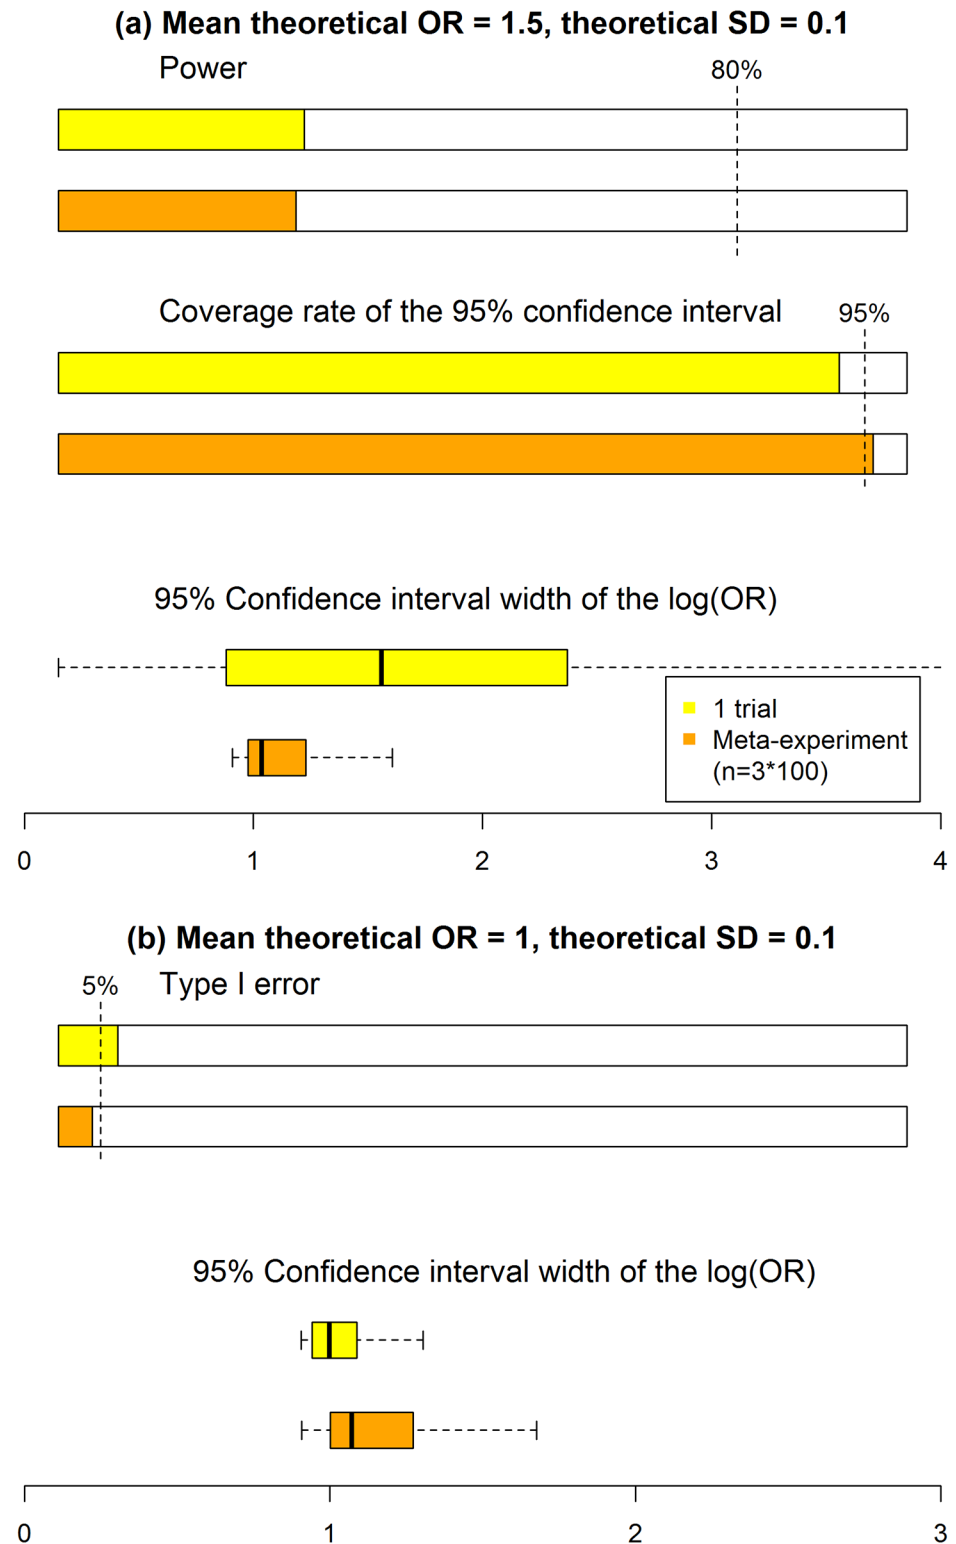 (a) Mean theoretical OR = 1.5, theoretical SD = 0.1
Power
80%
Coverage rate of the 95% confidence interval
95%
95% Confidence interval width of the log(OR)
1 trial
Meta-experiment
(n=3*100)
0 1 2 3 4
(b) Mean theoretical OR = 1, theoretical SD = 0.1
5%
Type I error
95% Confidence interval width of the log(OR)
0 1 2 3